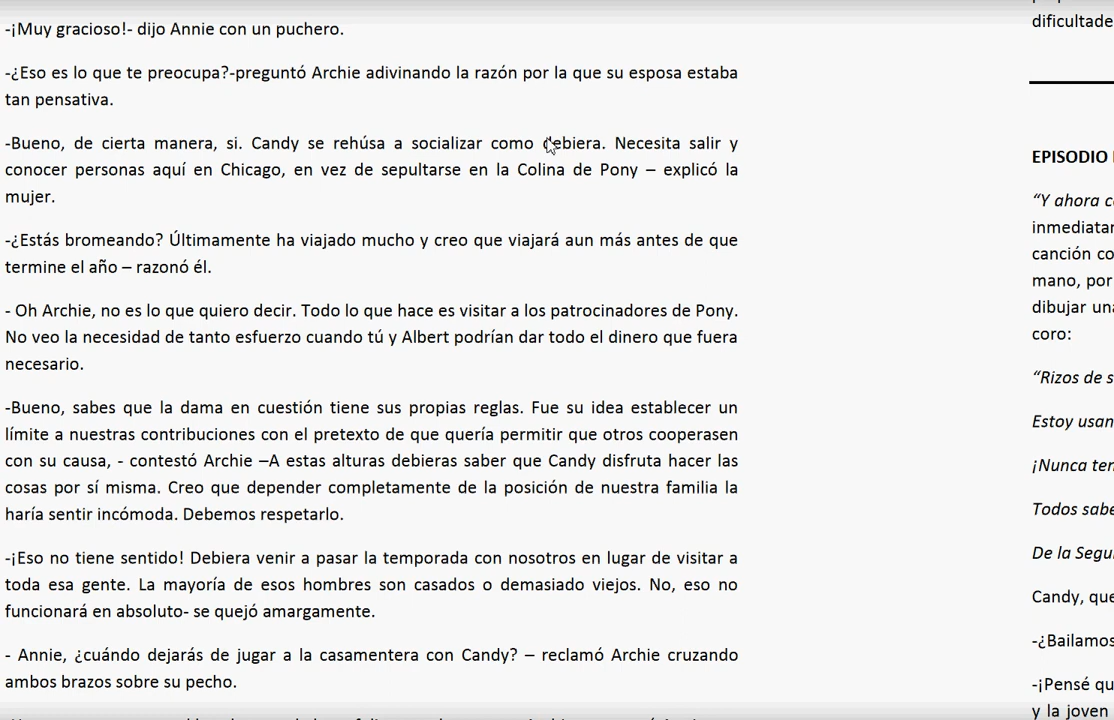 -¡Muy gracioso!- dijo Annie con un puchero.
-¿Eso es lo que te preocupa?-preguntó Archie adivinando la razón por la que su esposa estaba
tan pensativa.
-Bueno, de cierta manera, si. Candy se rehúsa a socializar como debiera. Necesita salir y
conocer personas aquí en Chicago, en vez de sepultarse en la Colina de Pony – explicó la
mujer.
-¿Estás bromeando? Últimamente ha viajado mucho y creo que viajará aun más antes de que
termine el año – razonó él.
- Oh Archie, no es lo que quiero decir. Todo lo que hace es visitar a los patrocinadores de Pony.
No veo la necesidad de tanto esfuerzo cuando tú y Albert podrían dar todo el dinero que fuera
necesario.
-Bueno, sabes que la dama en cuestión tiene sus propias reglas. Fue su idea establecer un
límite a nuestras contribuciones con el pretexto de que quería permitir que otros cooperasen
con su causa, - contestó Archie –A estas alturas debieras saber que Candy disfruta hacer las
cosas por sí misma. Creo que depender completamente de la posición de nuestra familia la
haría sentir incómoda. Debemos respetarlo.
-¡Eso no tiene sentido! Debiera venir a pasar la temporada con nosotros en lugar de visitar a
toda esa gente. La mayoría de esos hombres son casados o demasiado viejos. No, eso no
funcionará en absoluto- se quejó amargamente.
- Annie, ¿cuándo dejarás de jugar a la casamentera con Candy? – reclamó Archie cruzando
ambos brazos sobre su pecho.
dificultade
EPISODIO
“Y ahora c
inmediatar
canción co
mano, por
dibujar una
coro:
“Rizos de s
Estoy usan
¡Nunca ten
Todos sabe
De la Segu
Candy, que
-¿Bailamos
-¡Pensé qu
y la joven